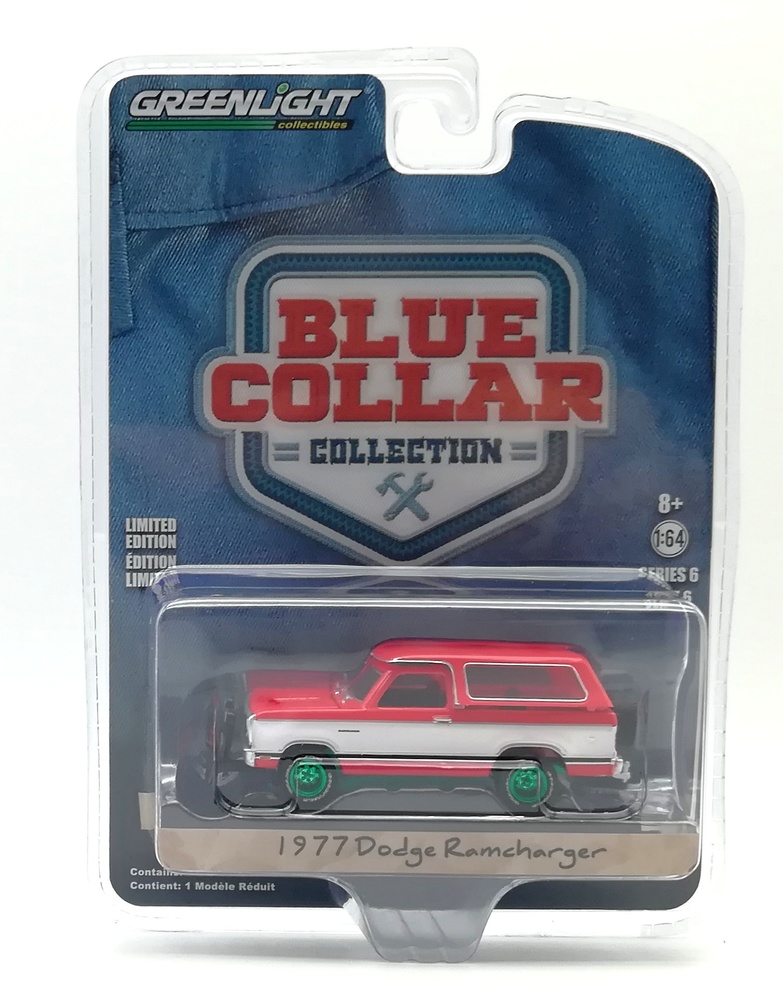 GREENLiGHT
collectibles
BLUE
COLLAR
COLLECTION
LIMITED
EDITION
ÉDITION
8+
1:64
SERIES 6
1977 Dodge Ramcharger
Contient: 1 Modèle Réduit